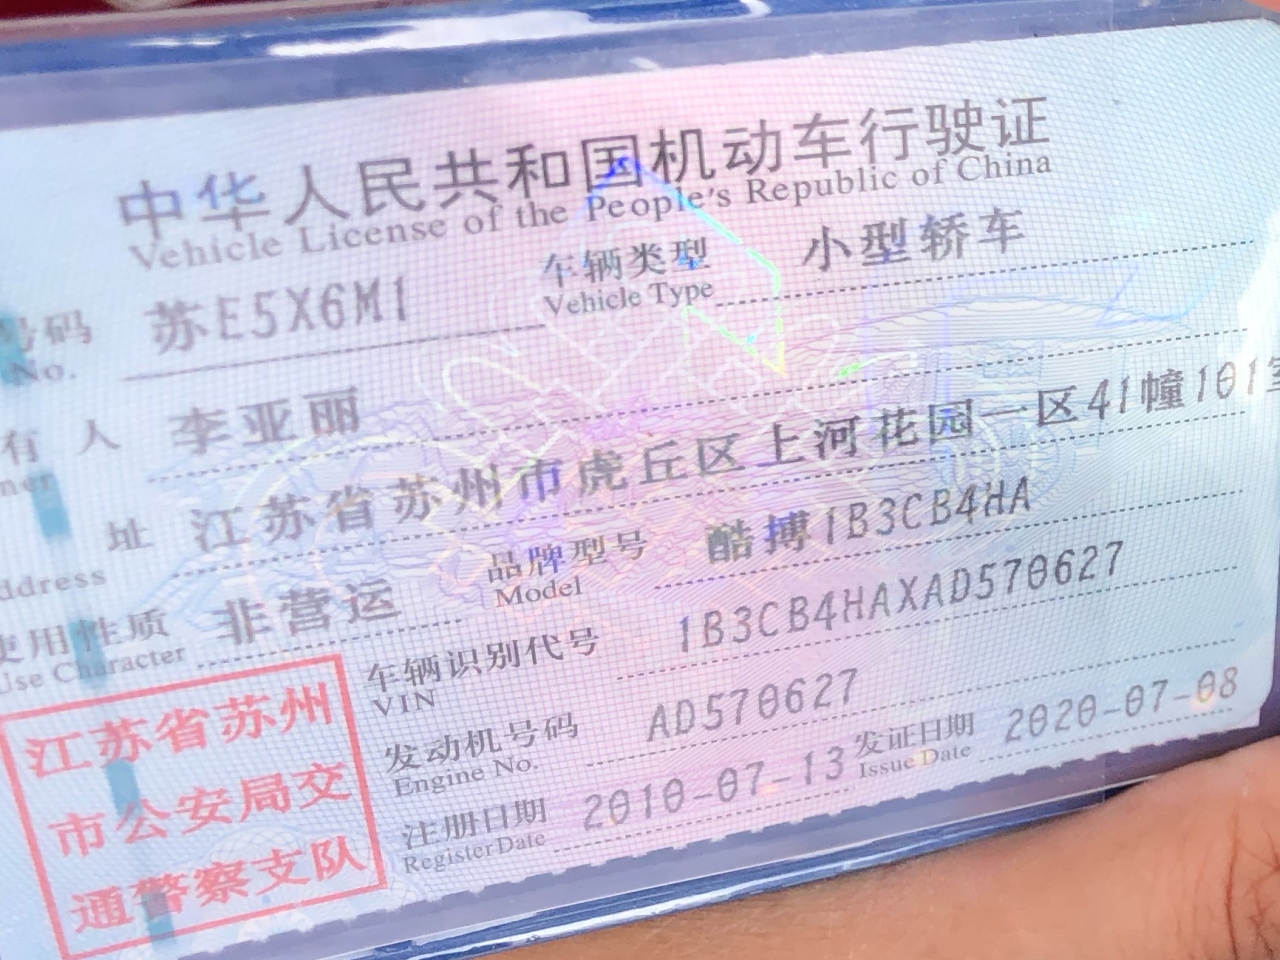 中华人民共和国机动车行驶证
Vehicle License of the People's Republic of China
号码 苏E5X6M1 车辆类型 小型轿车
No. Vehicle Type
有人 李亚丽
ner
址 江苏省苏州市虎丘区上河花园一区41幢101室
ddress
使用性质 非营运 品牌型号 酷搏1B3CB4HA
Use Character Model
车辆识别代号 1B3CB4HAXAD570627
VIN
发动机号码 AD570627
Engine No.
注册日期 2010-07-13 发证日期 2020-07-08
Register Date Issue Date
江苏省苏州
市公安局交
通警察支队